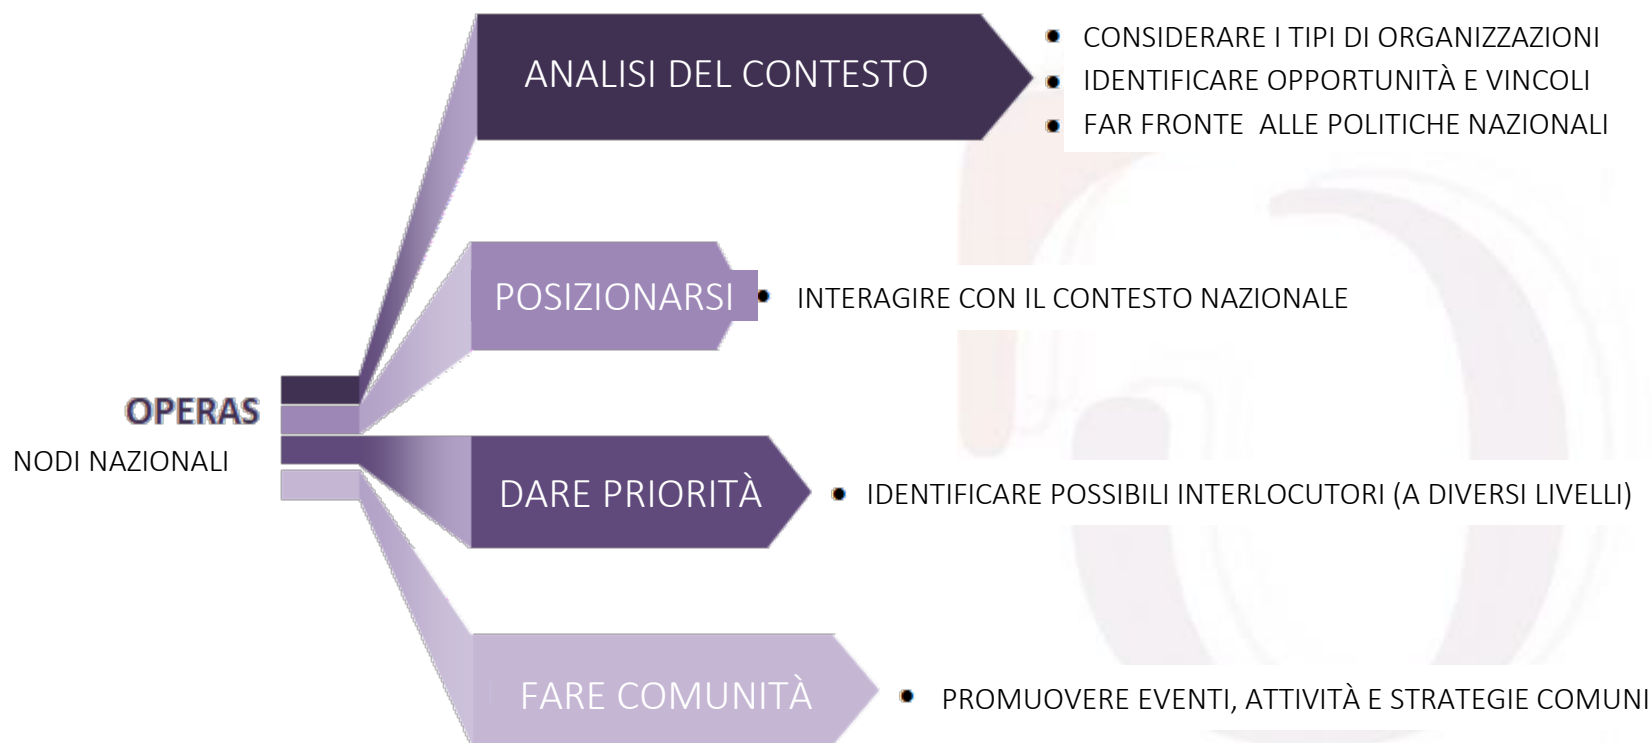 ANALISI DEL CONTESTO
• CONSIDERARE I TIPI DI ORGANIZZAZIONI
• IDENTIFICARE OPPORTUNITÀ E VINCOLI
• FAR FRONTE  ALLE POLITICHE NAZIONALI
POSIZIONARSI
• INTERAGIRE CON IL CONTESTO NAZIONALE
OPERAS
NODI NAZIONALI
DARE PRIORITÀ
• IDENTIFICARE POSSIBILI INTERLOCUTORI (A DIVERSI LIVELLI)
FARE COMUNITÀ
• PROMUOVERE EVENTI, ATTIVITÀ E STRATEGIE COMUNI